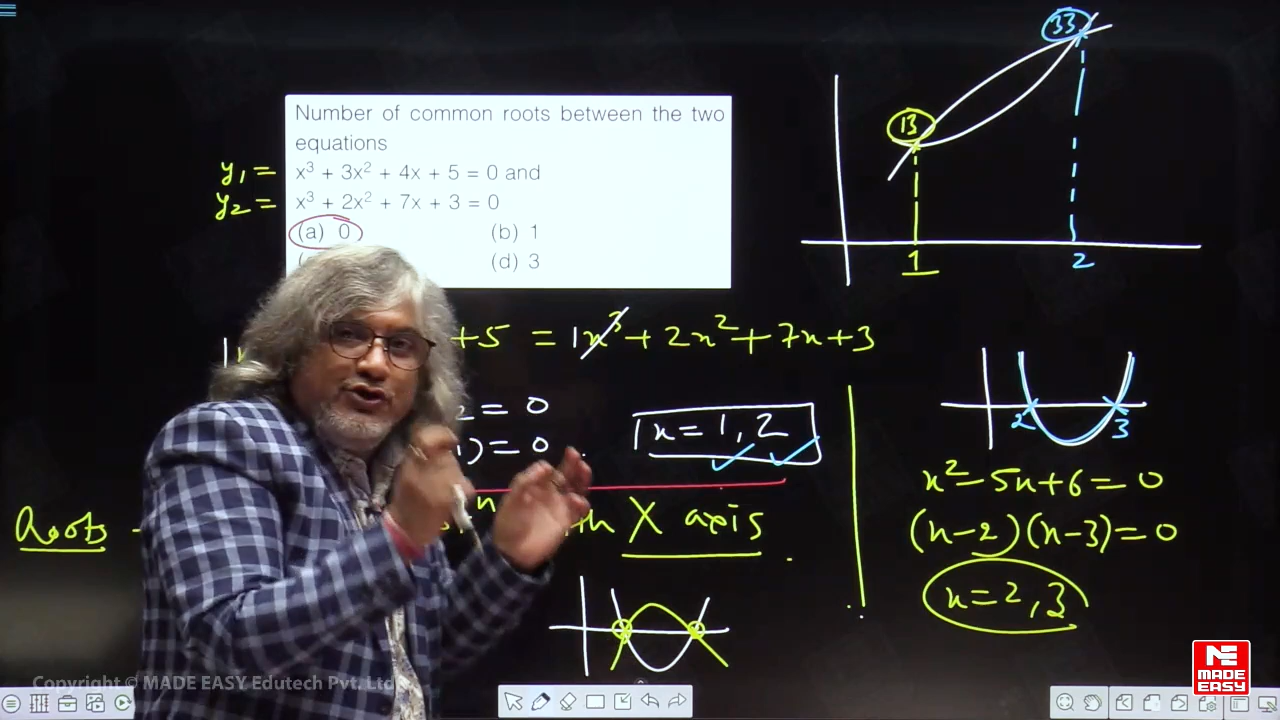 Number of common roots between the two
equations
y₁ = x³ + 3x² + 4x + 5 = 0 and
y₂ = x³ + 2x² + 7x + 3 = 0
(a) 0 (b) 1
(d) 3
33
13
1 2
+5 = 1x³ + 2x² + 7x + 3
2 = 0
1) = 0
x = 1, 2
Roots - X axis
2 3
x² - 5x + 6 = 0
(x-2)(x-3) = 0
x = 2, 3
Copyright © MADE EASY Edutech Pvt. Ltd
ME
MADE
EASY